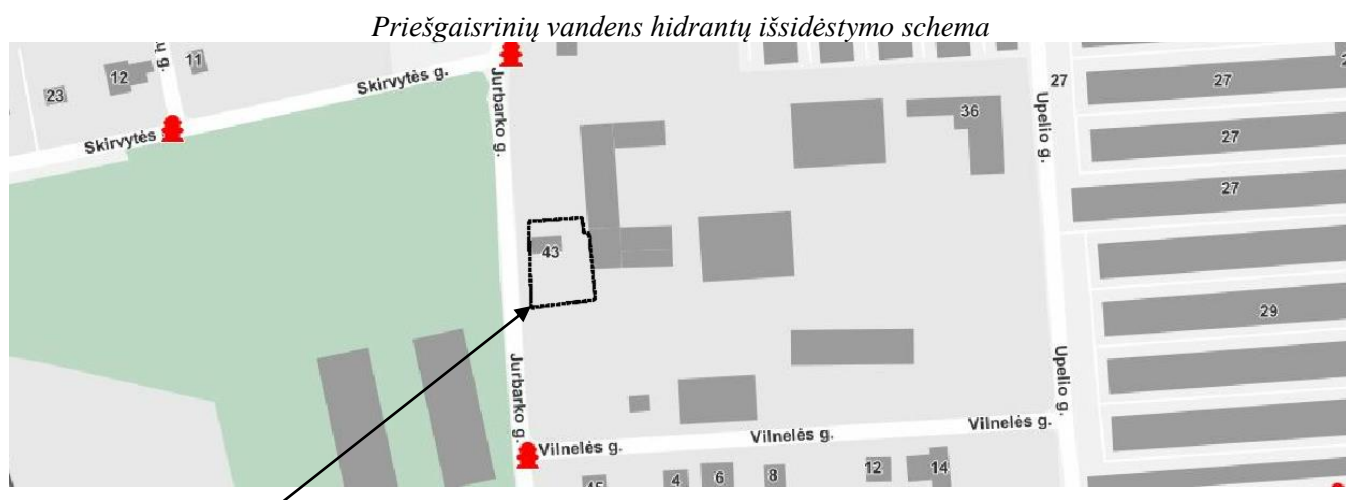 Priešgaisrinių vandens hidrantų išsidėstymo schema
23
12
11
Skirvytės
Skirvytės g.
Jurbarko g.
43
36
27
Upelio g.
27
27
27
29
Jurbarko g.
Upelio g.
Vilnelės g.
Vilnelės g.
Vilnelės g.
4
6
8
12
14